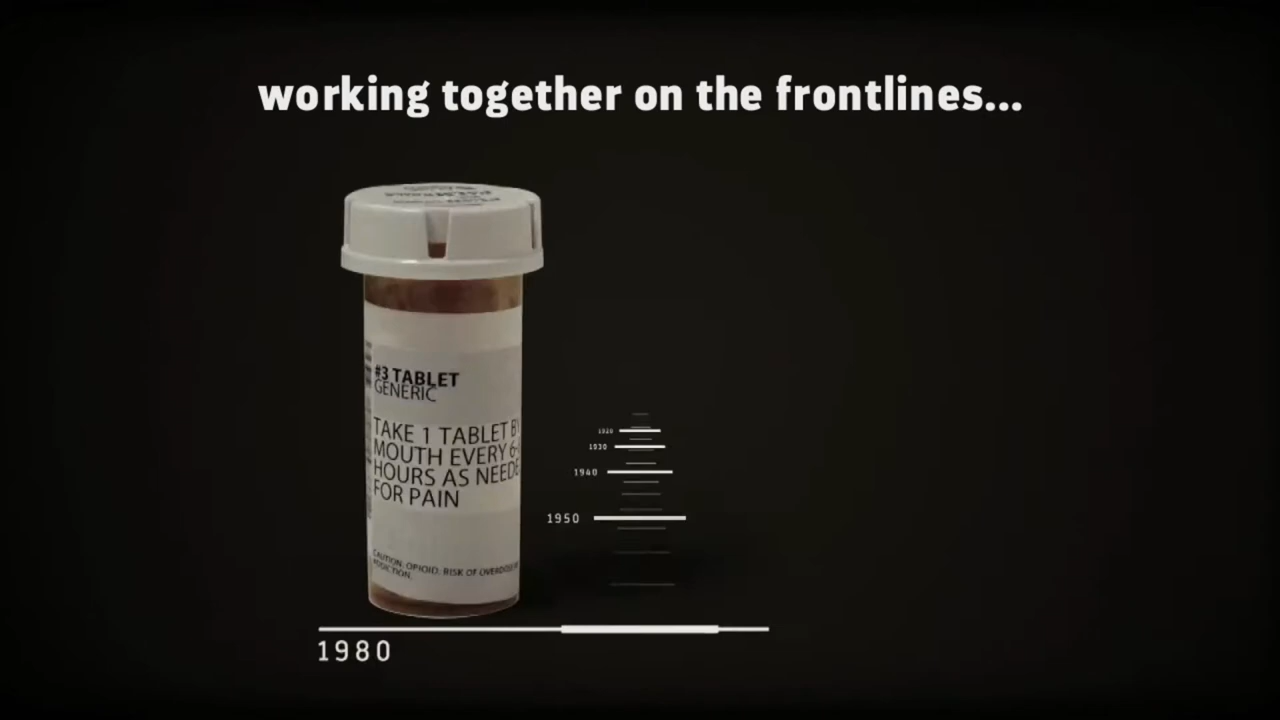 working together on the frontlines...
#3 TABLET
GENERIC
TAKE 1 TABLET B
MOUTH EVERY 6-
HOURS AS NEEDE
FOR PAIN
CAUTION: OPIOID. RISK OF OVERDOSE
ADDICTION.
1920
1930
1940
1950
1980